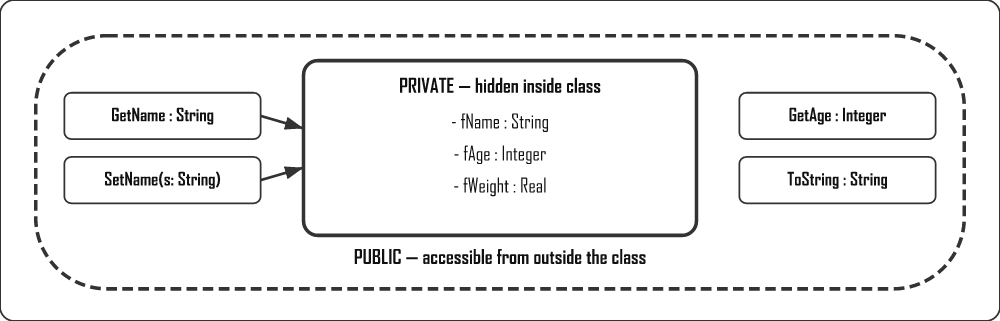 GetName : String
SetName(s: String)
PRIVATE — hidden inside class
- fName : String
- fAge : Integer
- fWeight : Real
GetAge : Integer
ToString : String
PUBLIC — accessible from outside the class